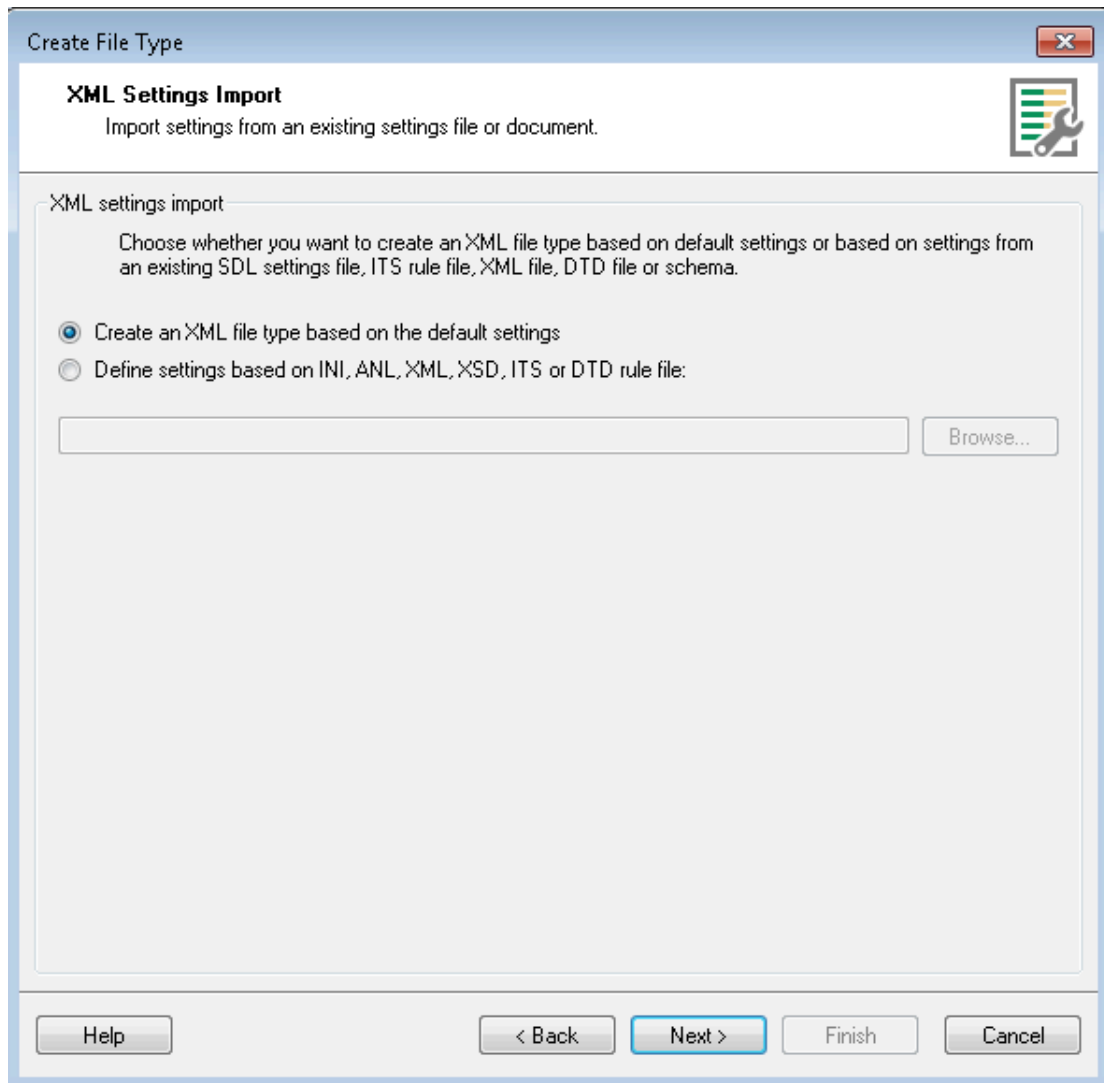 Create File Type
XML Settings Import
Import settings from an existing settings file or document.
XML settings import
Choose whether you want to create an XML file type based on default settings or based on settings from
an existing SDL settings file, ITS rule file, XML file, DTD file or schema.
Create an XML file type based on the default settings
Define settings based on INI, ANL, XML, XSD, ITS or DTD rule file:
Browse...
Help
< Back
Next >
Finish
Cancel